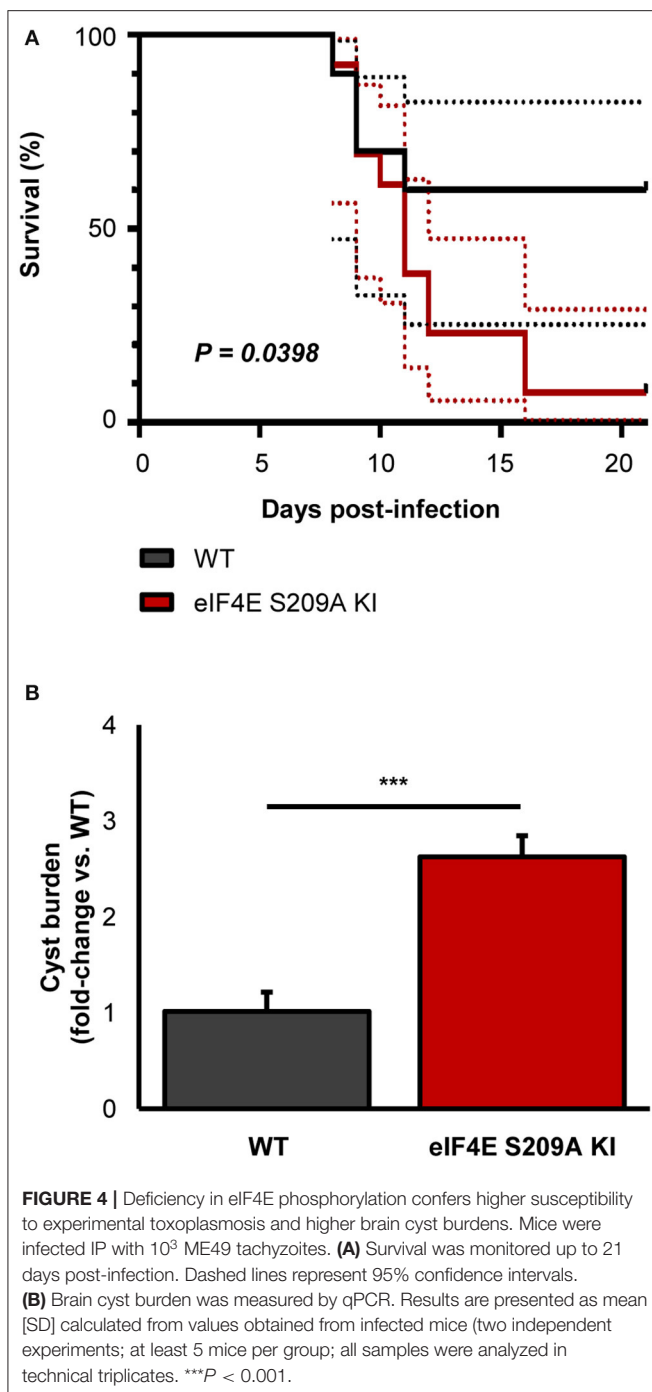 A
100
50
0
Survival (%)
P = 0.0398
0 5 10 15 20
Days post-infection
WT
eIF4E S209A KI
B
4
3
2
1
0
Cyst burden
(fold-change vs. WT)
***
WT eIF4E S209A KI
FIGURE 4 | Deficiency in eIF4E phosphorylation confers higher susceptibility
to experimental toxoplasmosis and higher brain cyst burdens. Mice were
infected IP with 10³ ME49 tachyzoites. (A) Survival was monitored up to 21
days post-infection. Dashed lines represent 95% confidence intervals.
(B) Brain cyst burden was measured by qPCR. Results are presented as mean
[SD] calculated from values obtained from infected mice (two independent
experiments; at least 5 mice per group; all samples were analyzed in
technical triplicates. ***P < 0.001.